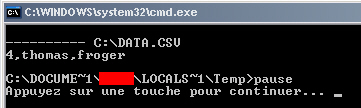 C:\WINDOWS\system32\cmd.exe
---------- C:\DATA.CSV
4,thomas,froger
C:\DOCUME~1\ \LOCALS~1\Temp>pause
Appuyez sur une touche pour continuer... _